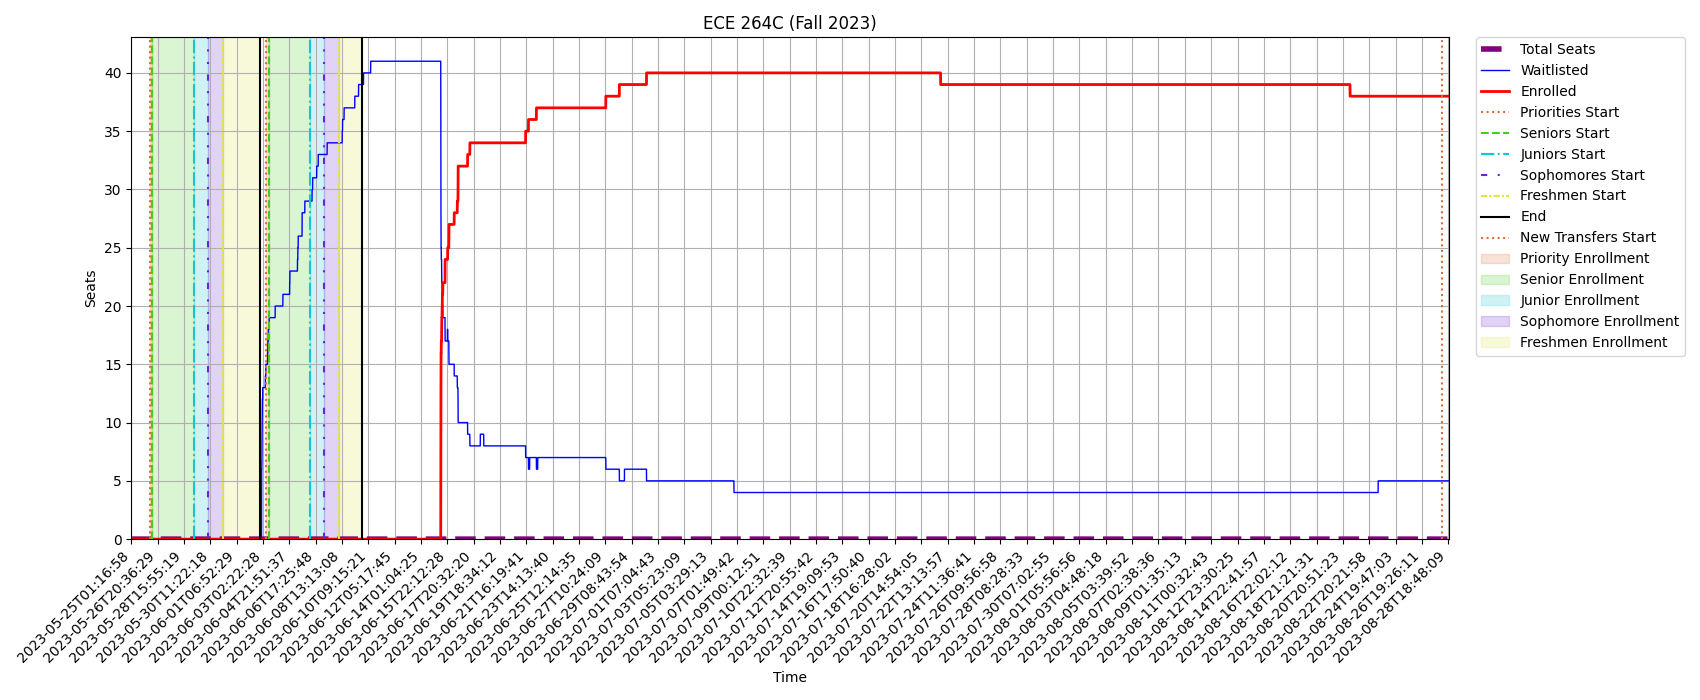 ECE 264C (Fall 2023)
Seats
40
35
30
25
20
15
10
5
0
2023-05-25T01:16:58
2023-05-26T20:36:29
2023-05-28T15:55:19
2023-05-30T11:22:18
2023-06-01T06:52:29
2023-06-03T02:22:28
2023-06-04T21:51:37
2023-06-06T17:25:48
2023-06-08T13:13:08
2023-06-10T09:15:21
2023-06-12T05:17:45
2023-06-14T01:04:25
2023-06-15T22:12:28
2023-06-17T20:32:20
2023-06-19T18:34:12
2023-06-21T16:19:41
2023-06-23T14:13:40
2023-06-25T12:14:35
2023-06-27T10:24:09
2023-06-29T08:43:54
2023-07-01T07:04:43
2023-07-03T05:23:09
2023-07-05T03:29:13
2023-07-07T01:49:42
2023-07-09T00:12:51
2023-07-10T22:32:39
2023-07-12T20:55:42
2023-07-14T19:09:53
2023-07-16T17:50:40
2023-07-18T16:28:02
2023-07-20T14:54:05
2023-07-22T13:13:57
2023-07-24T11:36:41
2023-07-26T09:56:58
2023-07-28T08:28:33
2023-07-30T07:02:55
2023-08-01T05:56:56
2023-08-03T04:48:18
2023-08-05T03:39:52
2023-08-07T02:38:36
2023-08-09T01:35:13
2023-08-11T00:32:43
2023-08-12T23:30:25
2023-08-14T22:41:57
2023-08-16T22:02:12
2023-08-18T21:21:31
2023-08-20T20:51:23
2023-08-22T20:21:58
2023-08-24T19:47:03
2023-08-26T19:26:11
2023-08-28T18:48:09
Time
Total Seats
Waitlisted
Enrolled
Priorities Start
Seniors Start
Juniors Start
Sophomores Start
Freshmen Start
End
New Transfers Start
Priority Enrollment
Senior Enrollment
Junior Enrollment
Sophomore Enrollment
Freshmen Enrollment